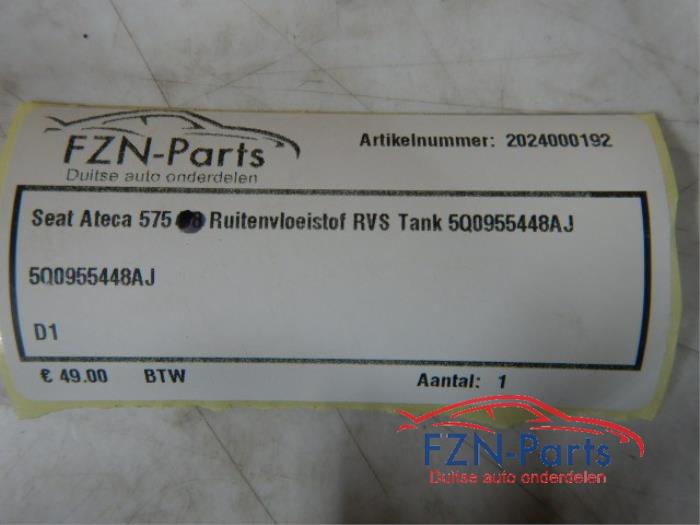 FZN-Parts
Duitse auto onderdelen
Artikelnummer: 2024000192
Seat Ateca 575 Ruitenvloeistof RVS Tank 5Q0955448AJ
5Q0955448AJ
D1
€ 49.00 BTW Aantal: 1
FZN-Parts
Duitse auto onderdelen